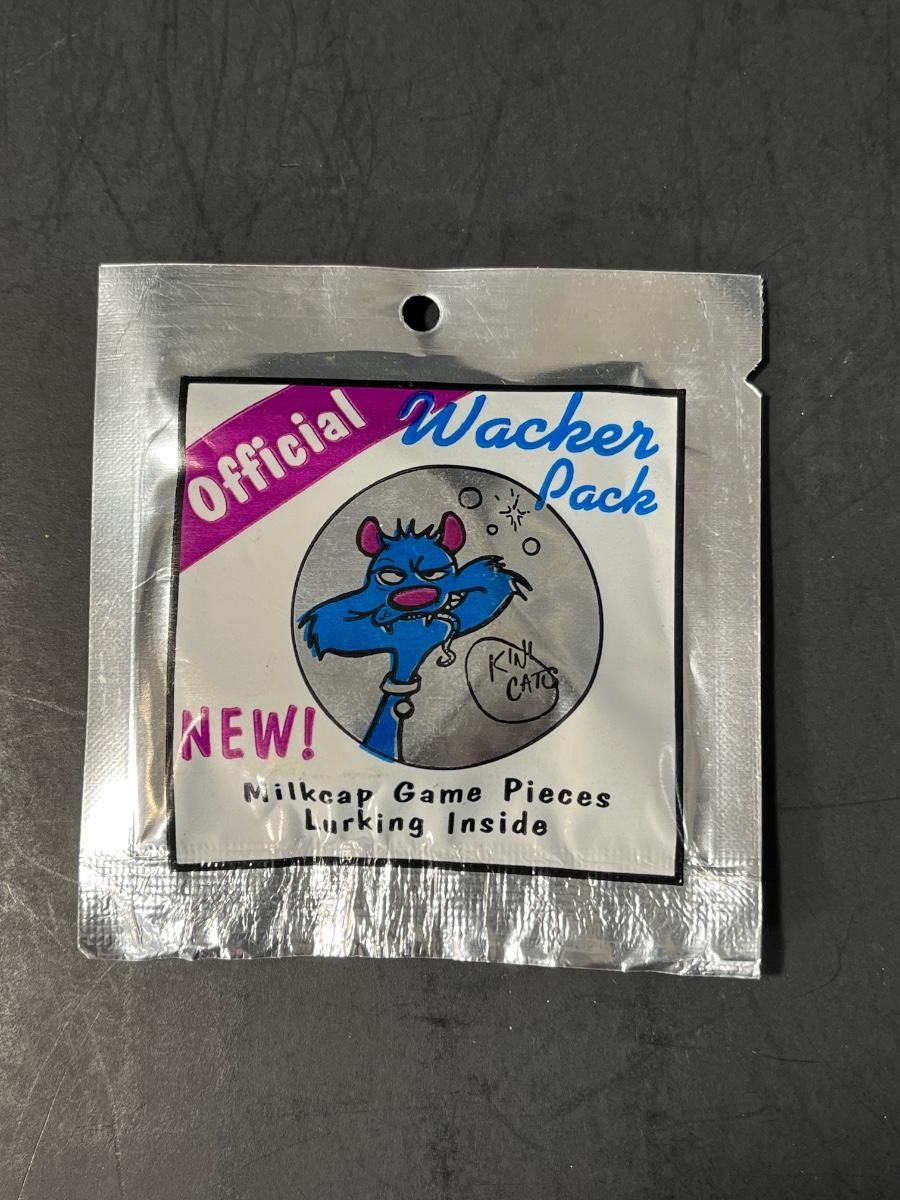 Official
Wacker
Pack
KINI
CATS
NEW!
Milkcap Game Pieces
Lurking Inside